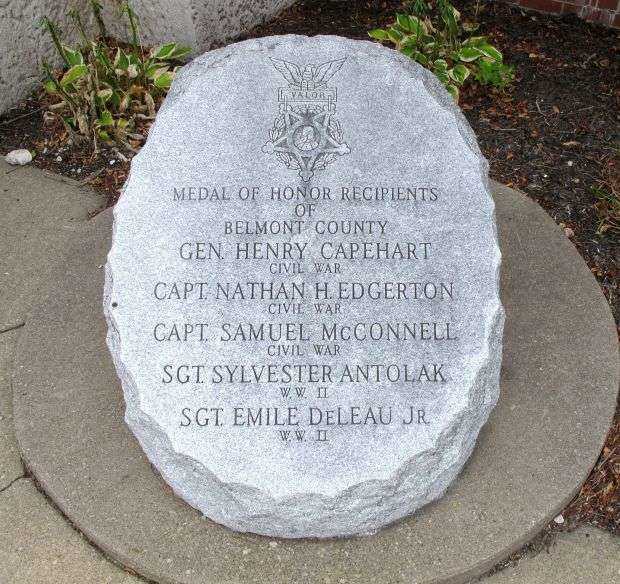 VALOR
MEDAL OF HONOR RECIPIENTS
OF
BELMONT COUNTY
GEN. HENRY CAPEHART
CIVIL WAR
CAPT. NATHAN H. EDGERTON
CIVIL WAR
CAPT. SAMUEL McCONNELL
CIVIL WAR
SGT. SYLVESTER ANTOLAK
W.W. II
SGT. EMILE DeLEAU JR.
W.W. II